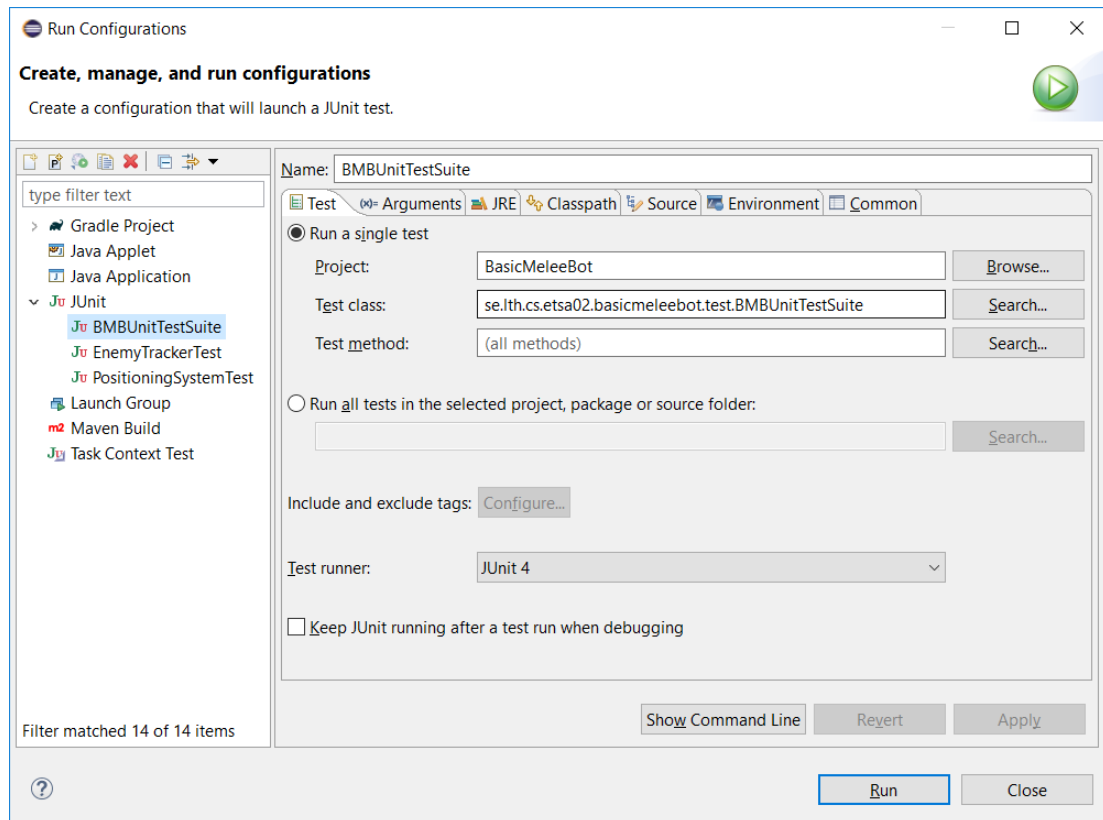 Run Configurations
Create, manage, and run configurations
Create a configuration that will launch a JUnit test.
type filter text
Gradle Project
Java Applet
Java Application
JUnit
BMBUnitTestSuite
EnemyTrackerTest
PositioningSystemTest
Launch Group
Maven Build
Task Context Test
Filter matched 14 of 14 items
Name: BMBUnitTestSuite
Test (x)= Arguments JRE Classpath Source Environment Common
Run a single test
Project: BasicMeleeBot Browse...
Test class: se.lth.cs.etsa02.basicmeleebot.test.BMBUnitTestSuite Search...
Test method: (all methods) Search...
Run all tests in the selected project, package or source folder:
Search...
Include and exclude tags: Configure...
Test runner: JUnit 4
Keep JUnit running after a test run when debugging
Show Command Line Revert Apply
Run Close